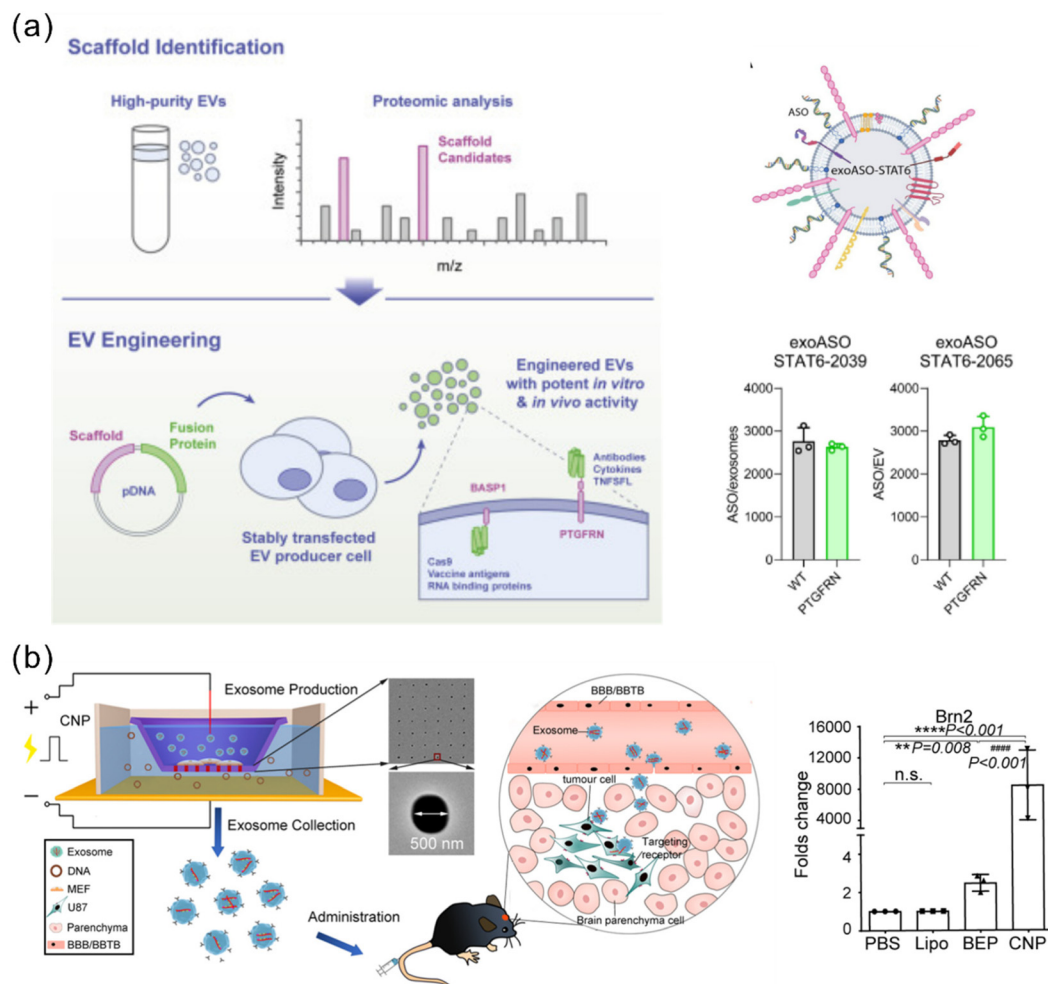 (a)
Scaffold Identification
High-purity EVs
Proteomic analysis
Scaffold
Candidates
Intensity
m/z
EV Engineering
Scaffold
Fusion
Protein
pDNA
Stably transfected
EV producer cell
Engineered EVs
with potent in vitro
& in vivo activity
BASP1
Cas9
Vaccine antigens
RNA binding proteins
Antibodies
Cytokines
TNFSFL
PTGFRN
ASO
exoASO-STAT6
exoASO
STAT6-2039
ASO/exosomes
4000
3000
2000
1000
0
WT
PTGFRN
exoASO
STAT6-2065
ASO/EV
4000
3000
2000
1000
0
WT
PTGFRN
(b)
+
CNP
−
Exosome Production
500 nm
Exosome Collection
Exosome
DNA
MEF
U87
Parenchyma
BBB/BBTB
Administration
BBB/BBTB
Exosome
tumour cell
Targeting
receptor
Brain parenchyma cell
Brn2
****P<0.001
**P=0.008
####
P<0.001
n.s.
Folds change
16000
12000
8000
4000
4
2
0
PBS
Lipo
BEP
CNP